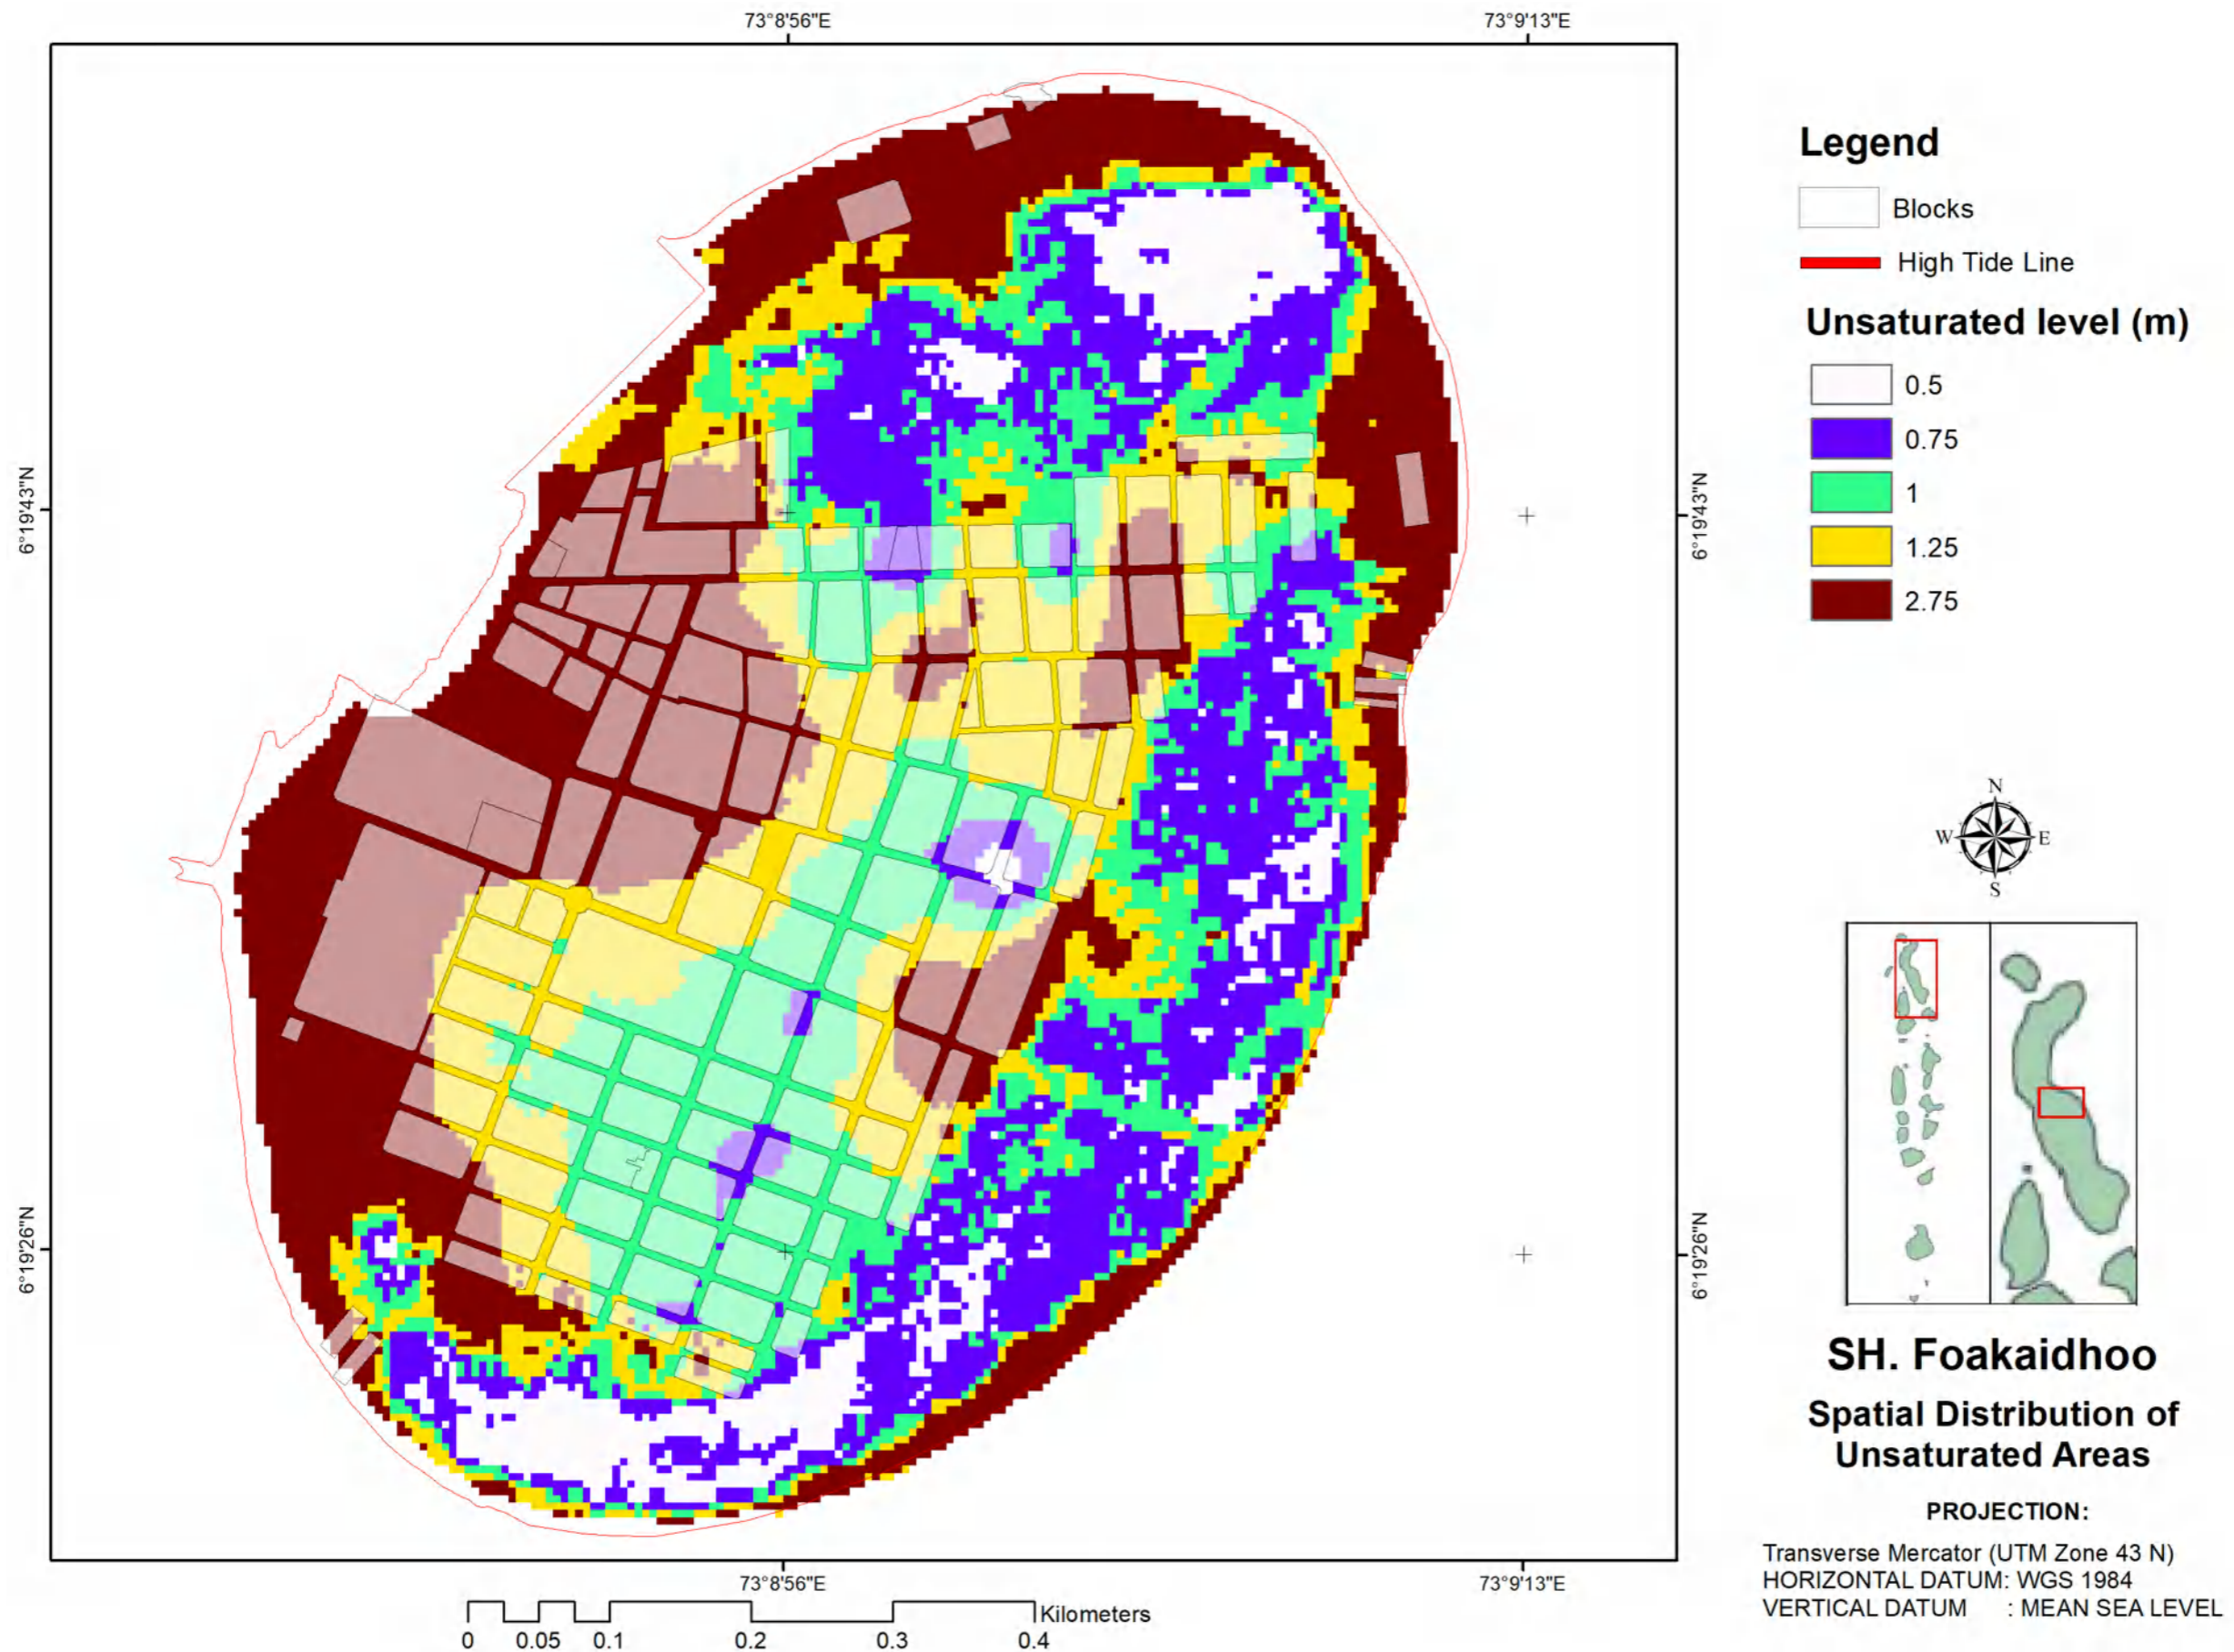 73°8'56"E
73°9'13"E
6°19'43"N
6°19'43"N
6°19'26"N
6°19'26"N
73°8'56"E
73°9'13"E
Kilometers
0 0.05 0.1 0.2 0.3 0.4
Legend
Blocks
High Tide Line
Unsaturated level (m)
0.5
0.75
1
1.25
2.75
N
W
E
S
SH. Foakaidhoo
Spatial Distribution of
Unsaturated Areas
PROJECTION:
Transverse Mercator (UTM Zone 43 N)
HORIZONTAL DATUM: WGS 1984
VERTICAL DATUM : MEAN SEA LEVEL